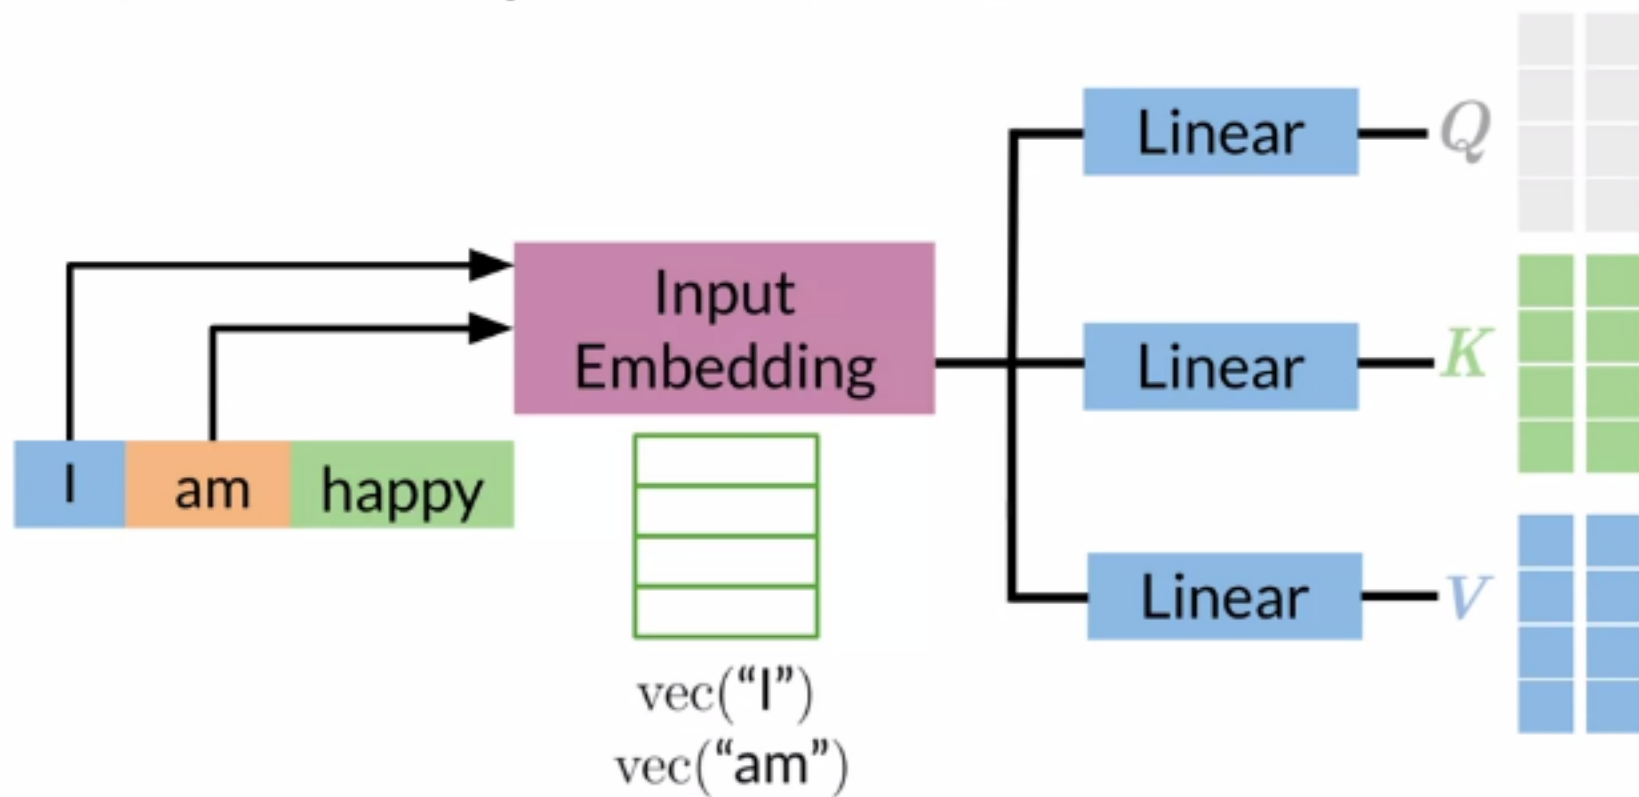 I am happy
Input
Embedding
vec(“I”)
vec(“am”)
Linear
Q
Linear
K
Linear
V